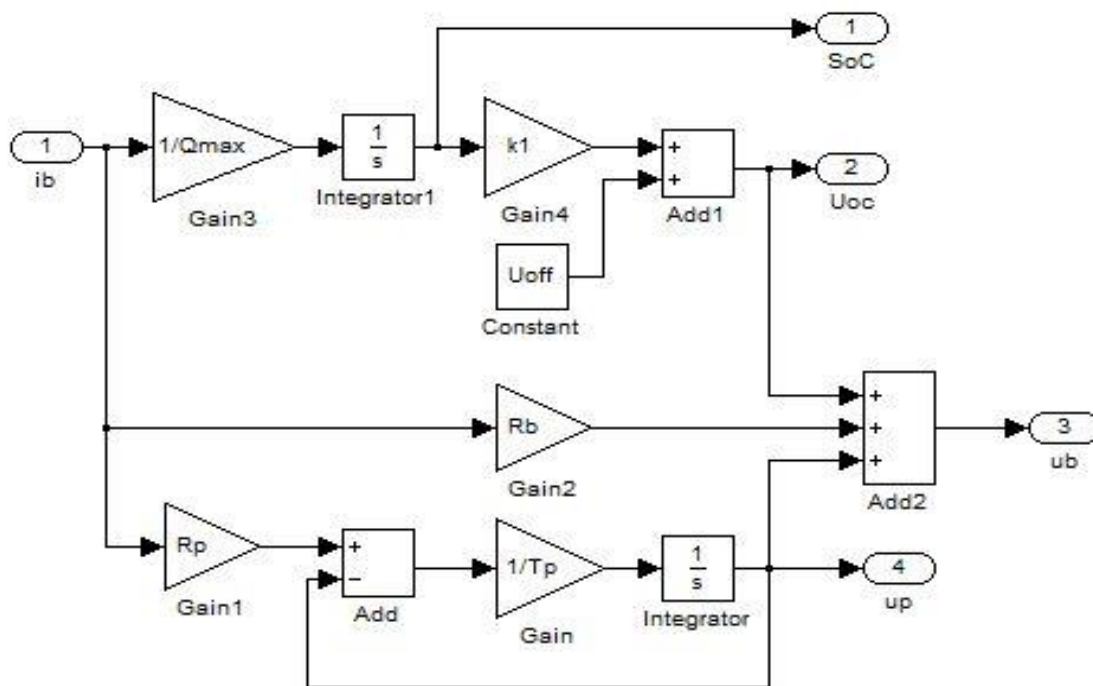 1
SoC
1
ib
1/Qmax
Gain3
1
s
Integrator1
k1
Gain4
+
+
Add1
2
Uoc
Uoff
Constant
Rb
Gain2
+
+
+
Add2
3
ub
Rp
Gain1
+
−
Add
1/Tp
Gain
1
s
Integrator
4
up